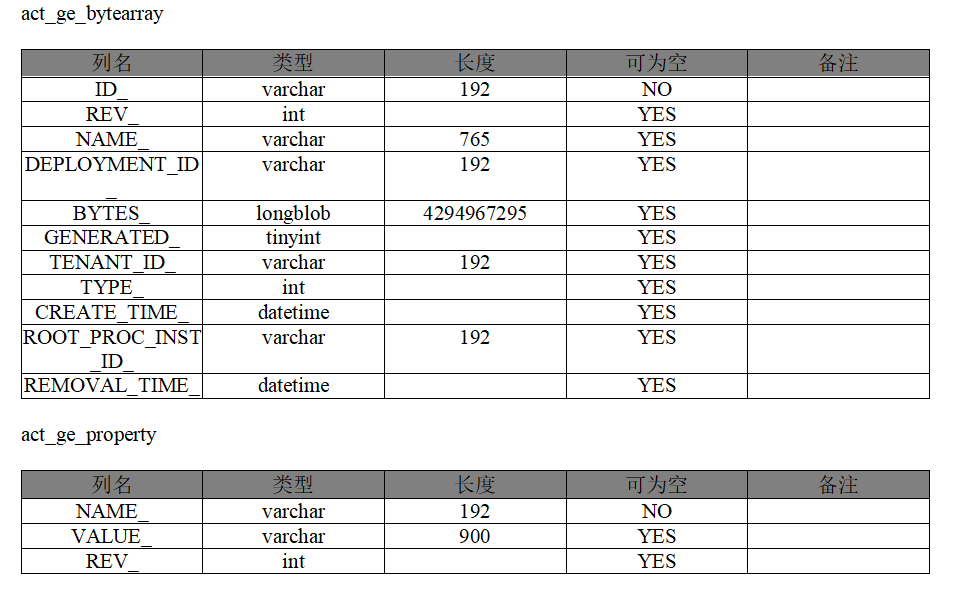 act_ge_bytearray
列名 类型 长度 可为空 备注
ID_ varchar 192 NO
REV_ int YES
NAME_ varchar 765 YES
DEPLOYMENT_ID varchar 192 YES
_
BYTES_ longblob 4294967295 YES
GENERATED_ tinyint YES
TENANT_ID_ varchar 192 YES
TYPE_ int YES
CREATE_TIME_ datetime YES
ROOT_PROC_INST varchar 192 YES
_ID_
REMOVAL_TIME_ datetime YES
act_ge_property
列名 类型 长度 可为空 备注
NAME_ varchar 192 NO
VALUE_ varchar 900 YES
REV_ int YES